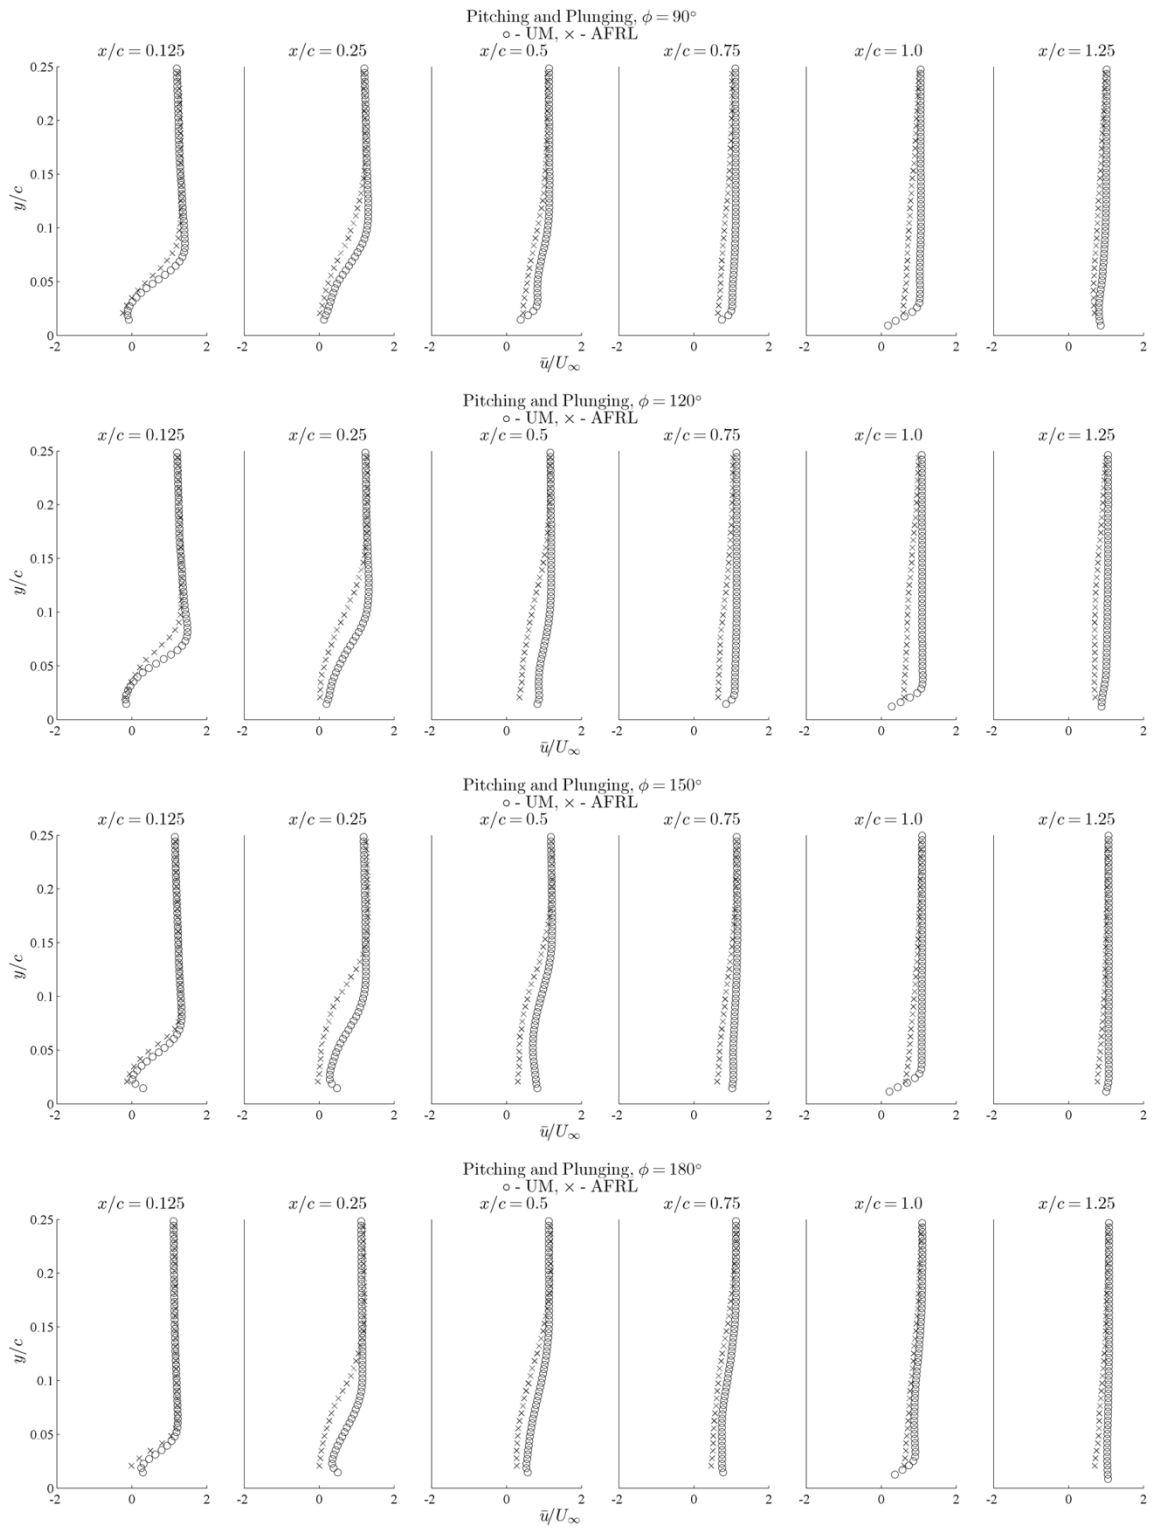 Pitching and Plunging, ϕ = 90°
○ - UM, × - AFRL
x/c = 0.125 x/c = 0.25 x/c = 0.5 x/c = 0.75 x/c = 1.0 x/c = 1.25
0.25
0.2
0.15
y/c
0.1
0.05
0
-2 0 2 -2 0 2 -2 0 2 -2 0 2 -2 0 2 -2 0 2
ū/U∞
Pitching and Plunging, ϕ = 120°
○ - UM, × - AFRL
x/c = 0.125 x/c = 0.25 x/c = 0.5 x/c = 0.75 x/c = 1.0 x/c = 1.25
0.25
0.2
0.15
y/c
0.1
0.05
0
-2 0 2 -2 0 2 -2 0 2 -2 0 2 -2 0 2 -2 0 2
ū/U∞
Pitching and Plunging, ϕ = 150°
○ - UM, × - AFRL
x/c = 0.125 x/c = 0.25 x/c = 0.5 x/c = 0.75 x/c = 1.0 x/c = 1.25
0.25
0.2
0.15
y/c
0.1
0.05
0
-2 0 2 -2 0 2 -2 0 2 -2 0 2 -2 0 2 -2 0 2
ū/U∞
Pitching and Plunging, ϕ = 180°
○ - UM, × - AFRL
x/c = 0.125 x/c = 0.25 x/c = 0.5 x/c = 0.75 x/c = 1.0 x/c = 1.25
0.25
0.2
0.15
y/c
0.1
0.05
0
-2 0 2 -2 0 2 -2 0 2 -2 0 2 -2 0 2 -2 0 2
ū/U∞